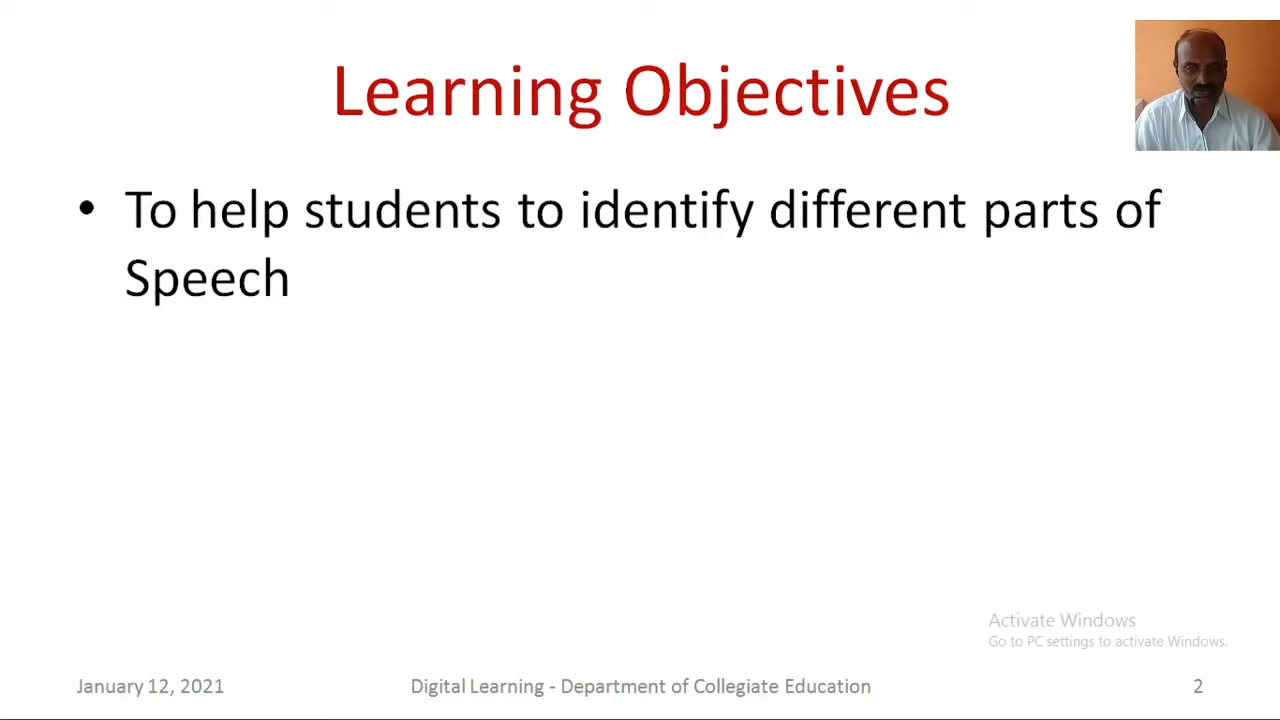 Learning Objectives
• To help students to identify different parts of
Speech
Activate Windows
Go to PC settings to activate Windows.
January 12, 2021
Digital Learning - Department of Collegiate Education
2